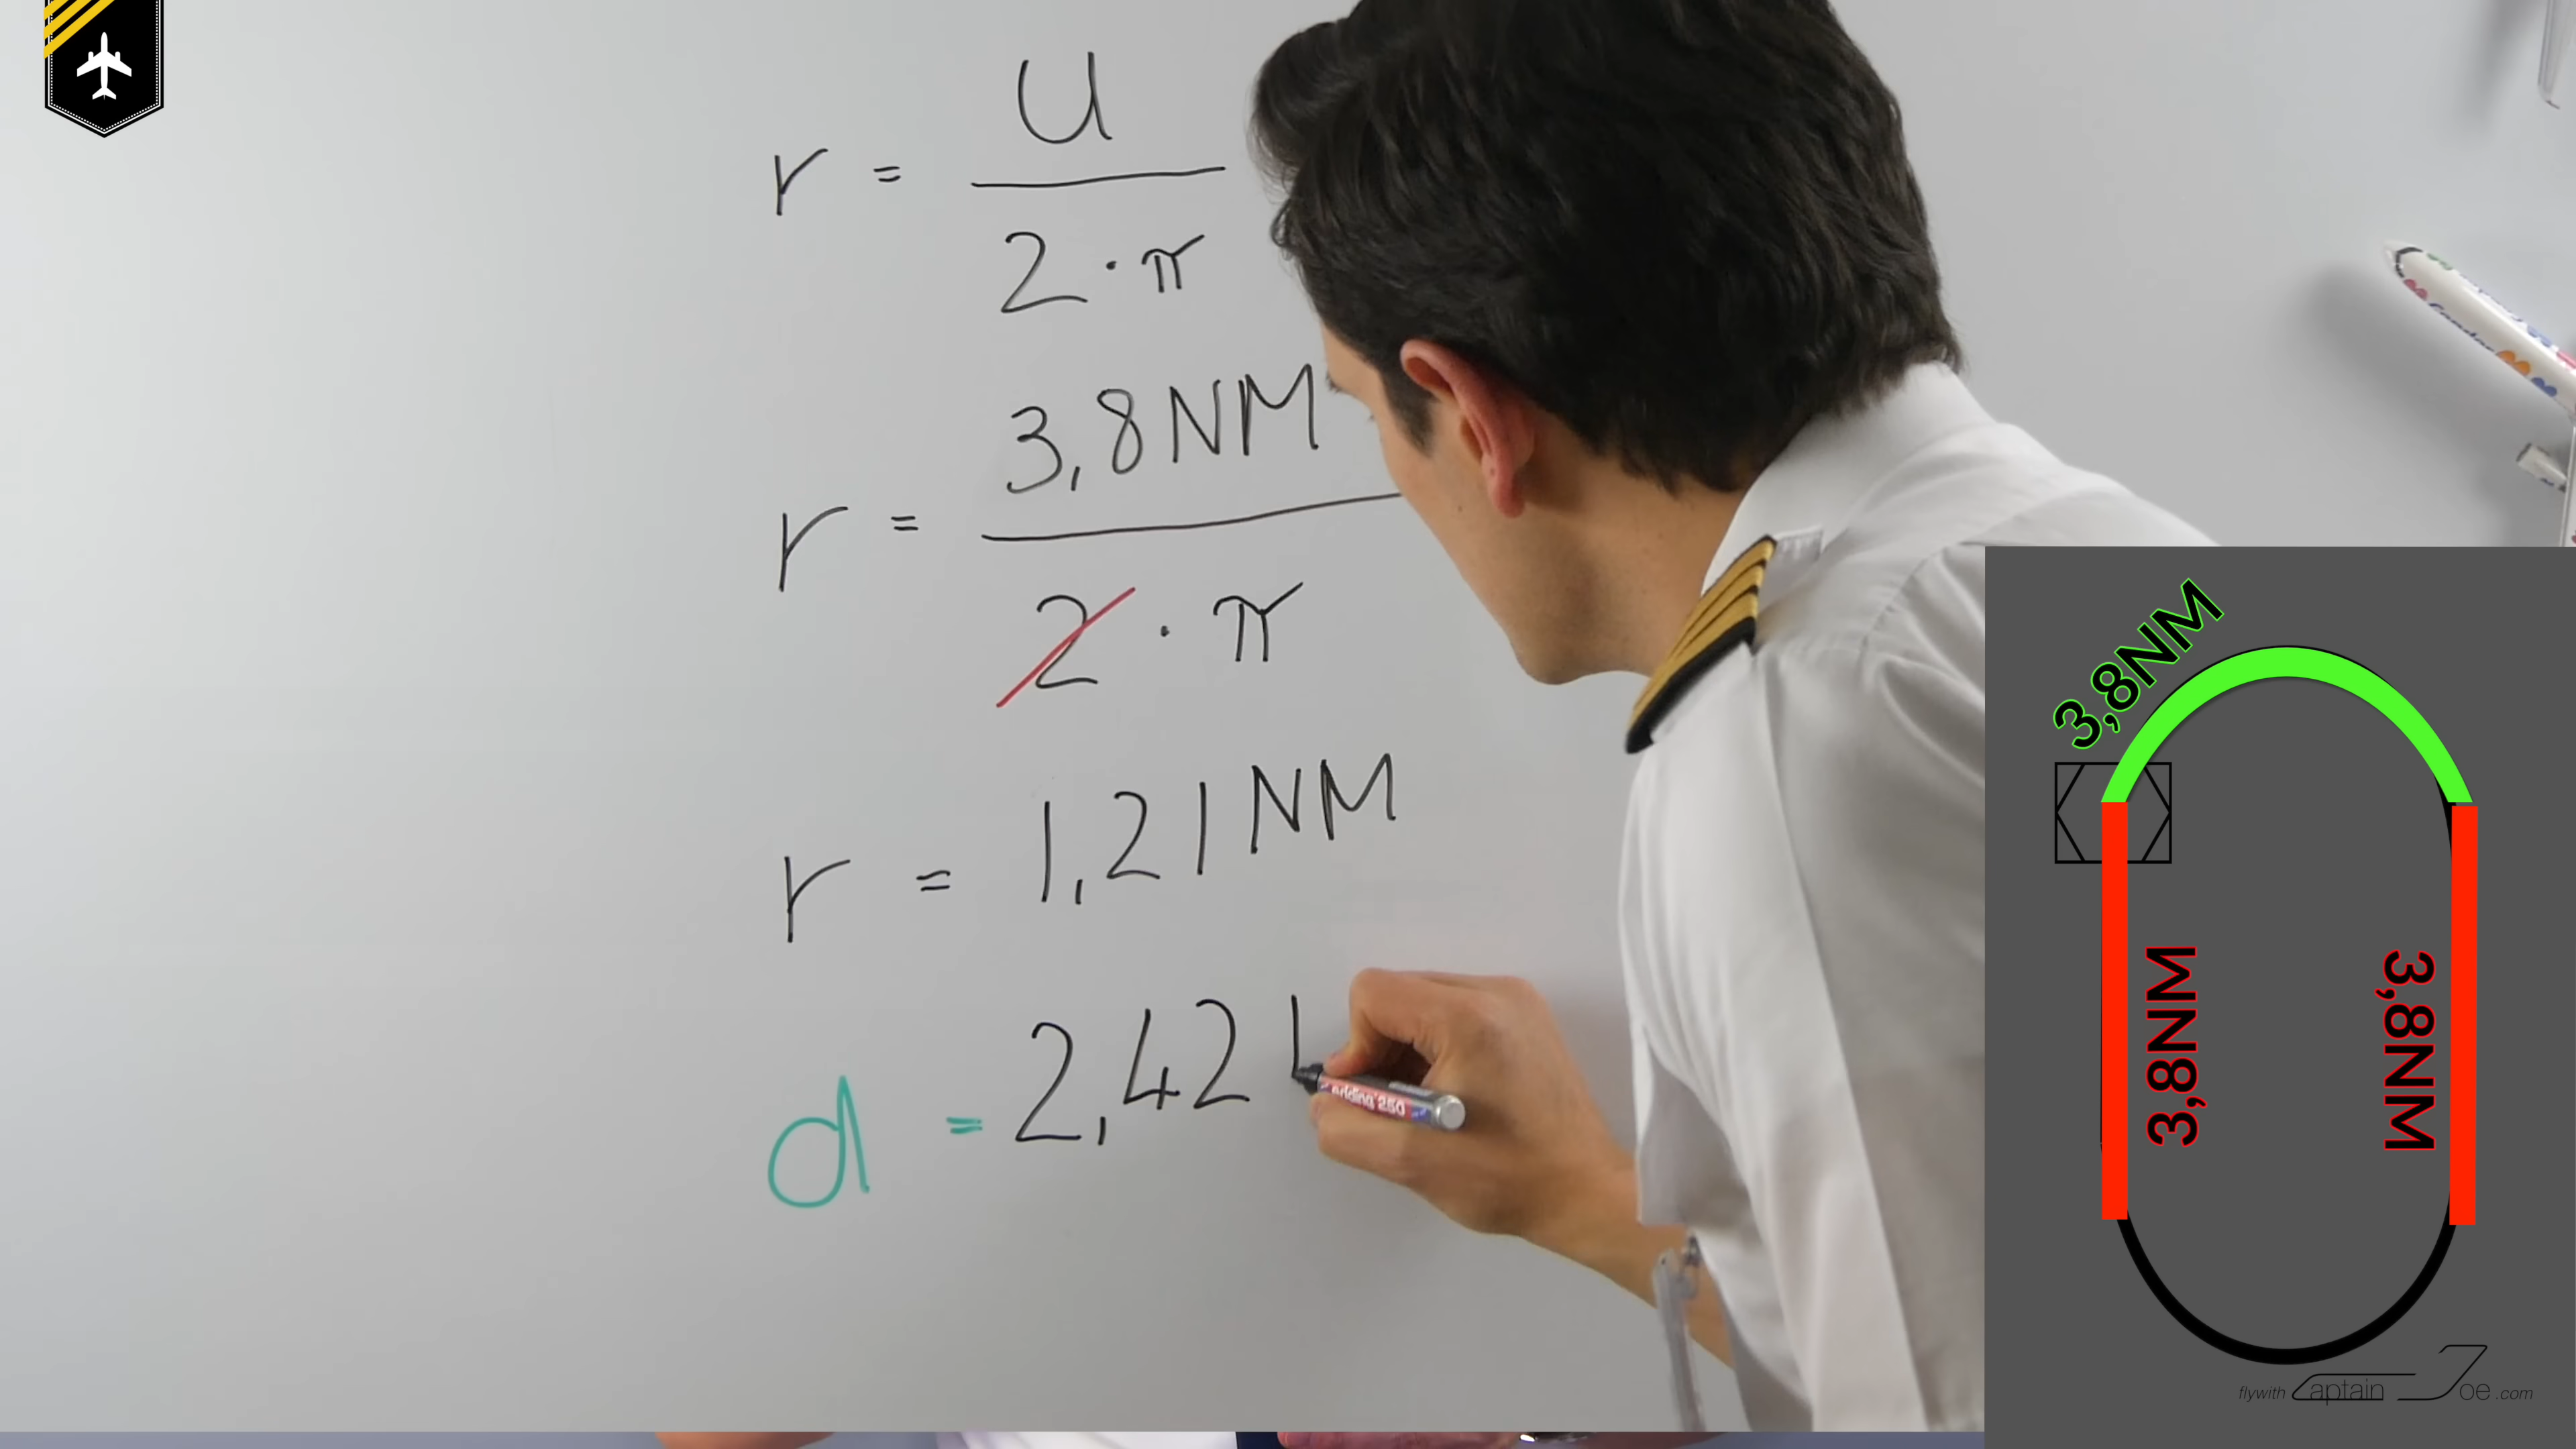 r = U
2 · π
r = 3,8NM
2 · π
r = 1,21NM
d = 2,42
edding 250
3,8NM
3,8NM
3,8NM
flywith Captain Joe .com